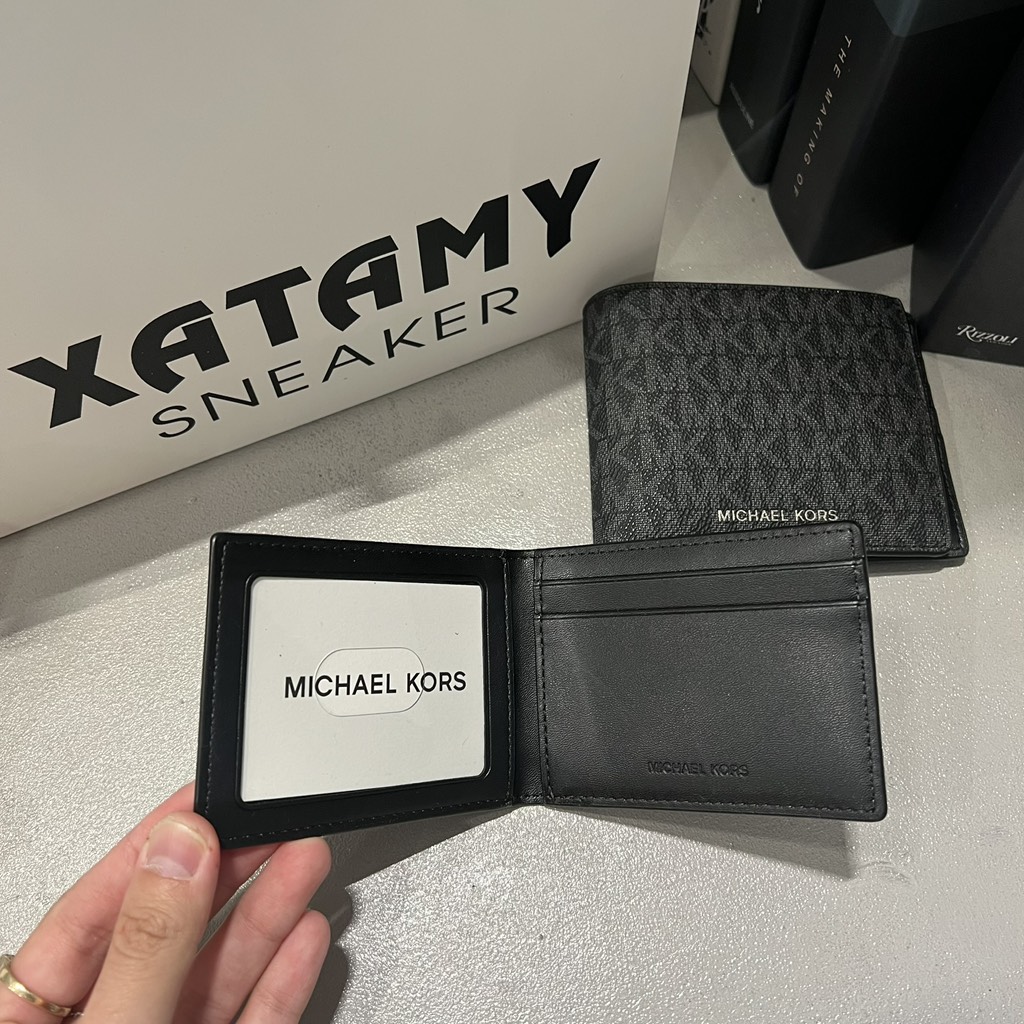 XATAMY
SNEAKER
THE MAKING OF
RIZZOLI
MICHAEL KORS
MICHAEL KORS
MICHAEL KORS